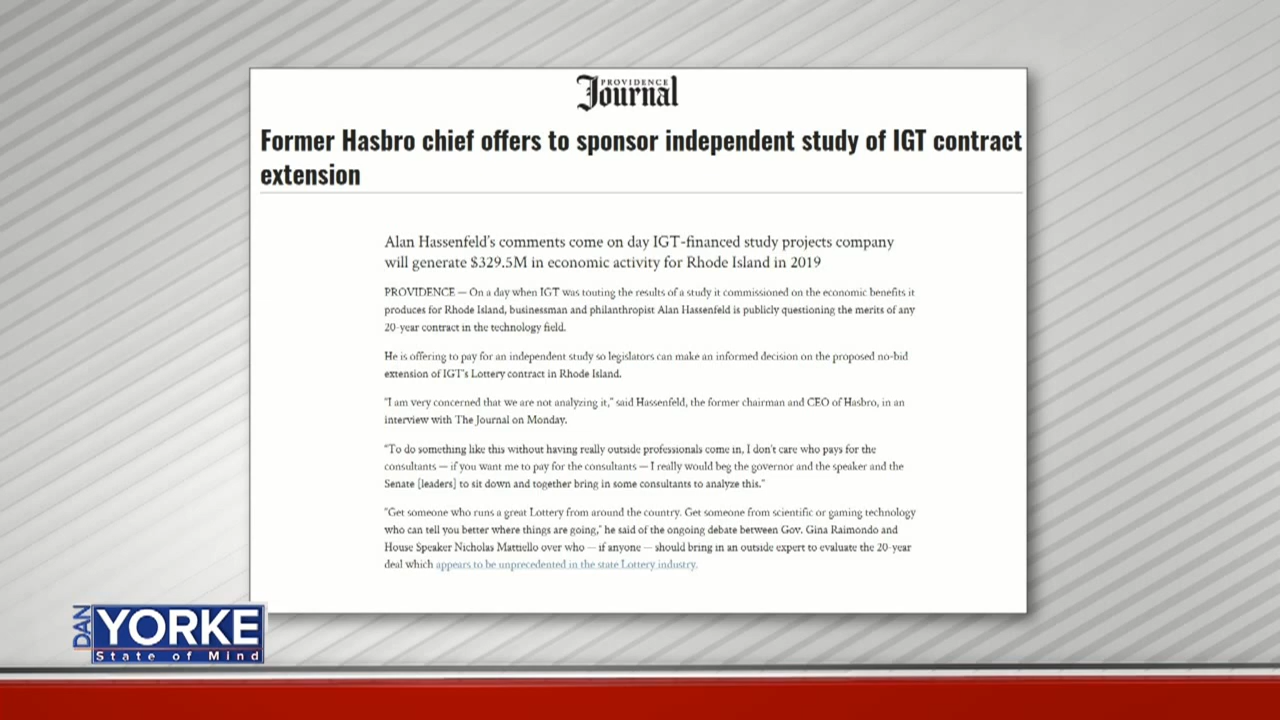 PROVIDENCE
Journal
Former Hasbro chief offers to sponsor independent study of IGT contract
extension
Alan Hassenfeld's comments come on day IGT-financed study projects company
will generate $329.5M in economic activity for Rhode Island in 2019
PROVIDENCE — On a day when IGT was touting the results of a study it commissioned on the economic benefits it
produces for Rhode Island, businessman and philanthropist Alan Hassenfeld is publicly questioning the merits of any
20-year contract in the technology field.
He is offering to pay for an independent study so legislators can make an informed decision on the proposed no-bid
extension of IGT's Lottery contract in Rhode Island.
"I am very concerned that we are not analyzing it," said Hassenfeld, the former chairman and CEO of Hasbro, in an
interview with The Journal on Monday.
"To do something like this without having really outside professionals come in, I don't care who pays for the
consultants — if you want me to pay for the consultants — I really would beg the governor and the speaker and the
Senate [leaders] to sit down and together bring in some consultants to analyze this."
"Get someone who runs a great Lottery from around the country. Get someone from scientific or gaming technology
who can tell you better where things are going," he said of the ongoing debate between Gov. Gina Raimondo and
House Speaker Nicholas Mattiello over who — if anyone — should bring in an outside expert to evaluate the 20-year
deal which appears to be unprecedented in the state Lottery industry.
DAN
YORKE
State of Mind